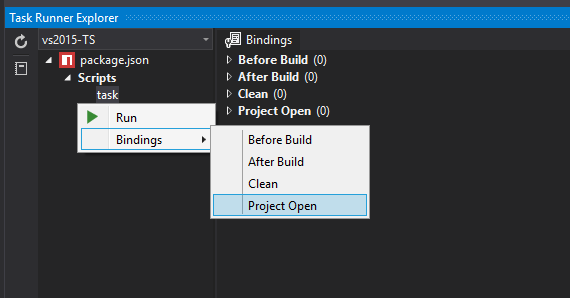 Task Runner Explorer
vs2015-TS
package.json
Scripts
task
Run
Bindings
Bindings
Before Build (0)
After Build (0)
Clean (0)
Project Open (0)
Before Build
After Build
Clean
Project Open